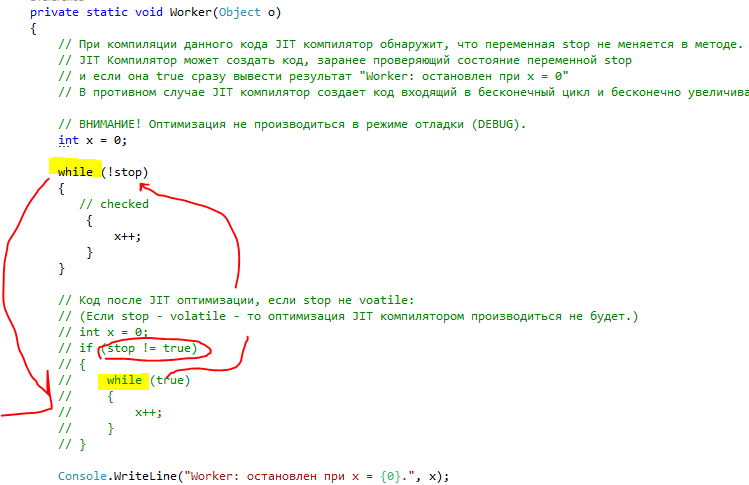 private static void Worker(Object o)
{
// При компиляции данного кода JIT компилятор обнаружит, что переменная stop не меняется в методе.
// JIT Компилятор может создать код, заранее проверяющий состояние переменной stop
// и если она true сразу вывести результат "Worker: остановлен при x = 0"
// В противном случае JIT компилятор создает код входящий в бесконечный цикл и бесконечно увеличива
// ВНИМАНИЕ! Оптимизация не производиться в режиме отладки (DEBUG).
int x = 0;
while (!stop)
{
// checked
{
x++;
}
}
// Код после JIT оптимизации, если stop не voatile:
// (Если stop - volatile - то оптимизация JIT компилятором производиться не будет.)
// int x = 0;
// if (stop != true)
// {
// while (true)
// {
// x++;
// }
// }
Console.WriteLine("Worker: остановлен при x = {0}.", x);